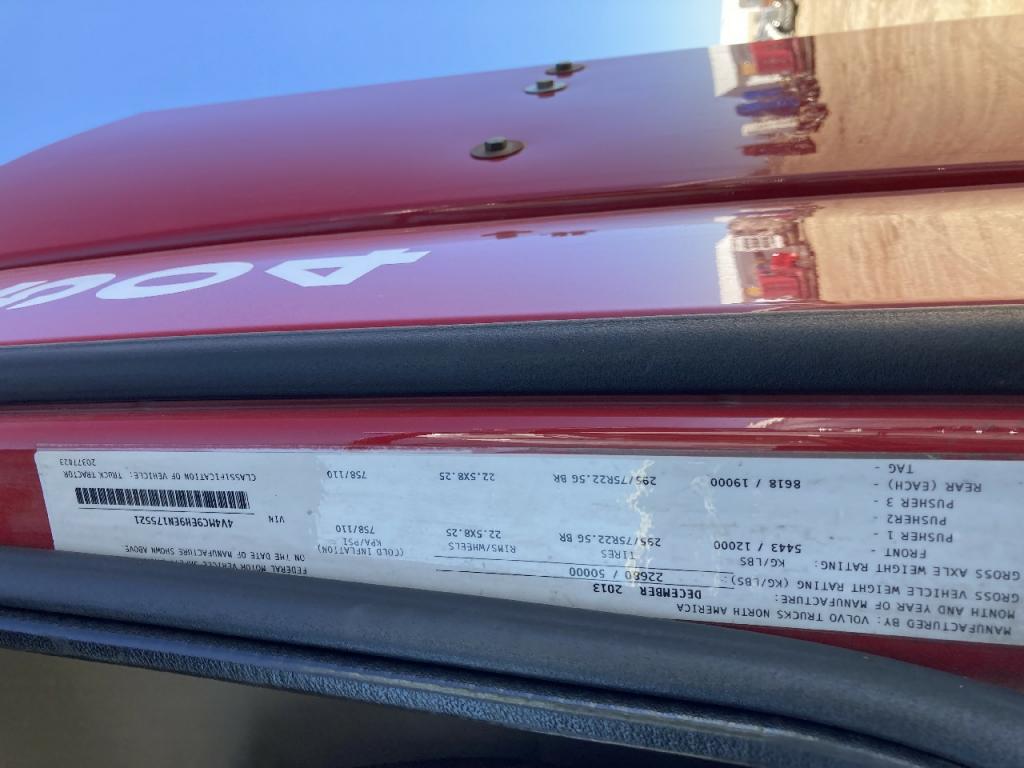 MANUFACTURED BY: VOLVO TRUCKS NORTH AMERICA
MONTH AND YEAR OF MANUFACTURE: DECEMBER 2013
GROSS VEHICLE WEIGHT RATING (KG/LBS): 22680 / 50000
GROSS AXLE WEIGHT RATING: KG/LBS TIRES RIMS/WHEELS KPA/PSI (COLD INFLATION)
FRONT - 5443 / 12000 295/75R22.5G BR 22.5X8.25 758/110
PUSHER 1 -
PUSHER2 -
PUSHER 3 -
REAR (EACH) - 8618 / 19000 295/75R22.5G BR 22.5X8.25 758/110
TAG -
FEDERAL MOTOR VEHICLE
ON THE DATE OF MANUFACTURE SHOWN ABOVE
VIN 4V4MC9EH9EN175521
CLASSIFICATION OF VEHICLE: TRUCK TRACTOR
20377823
400